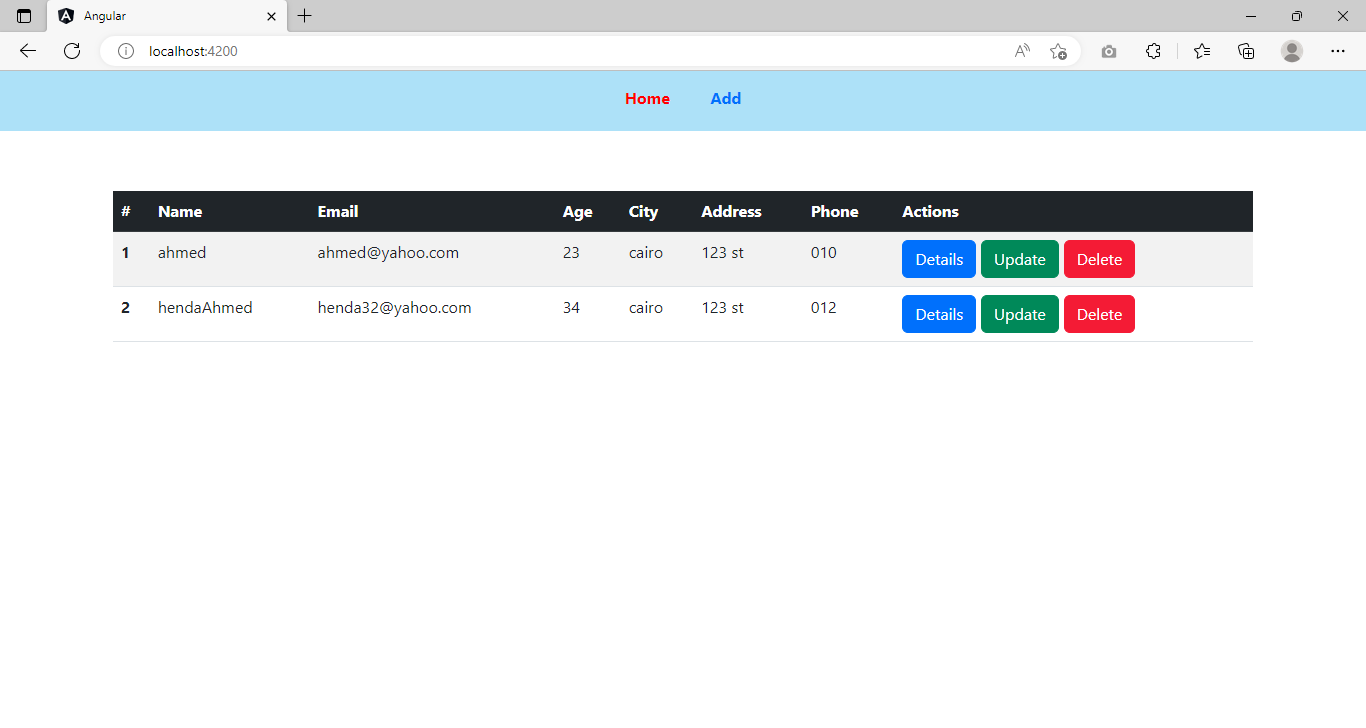 Angular
localhost:4200
Home Add
# Name Email Age City Address Phone Actions
1 ahmed ahmed@yahoo.com 23 cairo 123 st 010 Details Update Delete
2 hendaAhmed henda32@yahoo.com 34 cairo 123 st 012 Details Update Delete